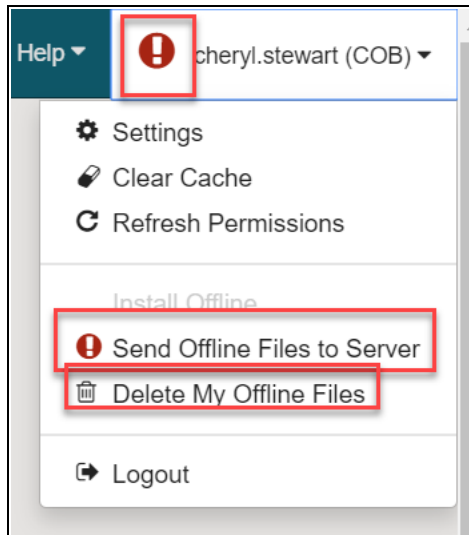 Help
cheryl.stewart (COB)
Settings
Clear Cache
Refresh Permissions
Install Offline
Send Offline Files to Server
Delete My Offline Files
Logout